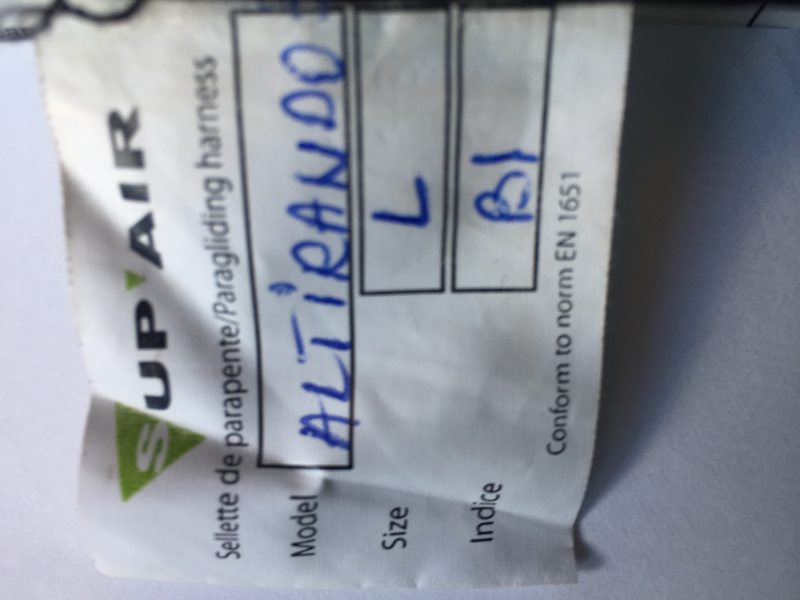 SUP'AIR
Sellette de parapente/Paragliding harness
Model ALTiRANDO
Size L
Indice B1
Conform to norm EN 1651